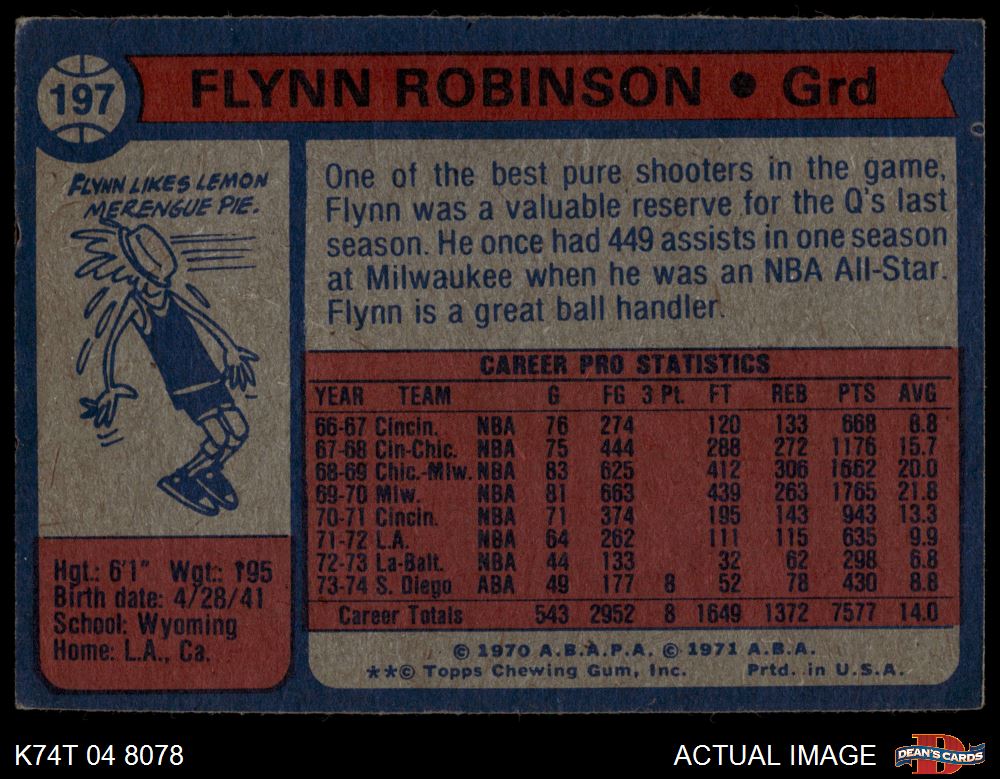 197
FLYNN ROBINSON • Grd
FLYNN LIKES LEMON
MERENGUE PIE.
One of the best pure shooters in the game,
Flynn was a valuable reserve for the Q's last
season. He once had 449 assists in one season
at Milwaukee when he was an NBA All-Star.
Flynn is a great ball handler.
CAREER PRO STATISTICS
YEAR TEAM G FG 3 Pt. FT REB PTS AVG
66-67 Cincin. NBA 76 274 120 133 668 8.8
67-68 Cin-Chic. NBA 75 444 288 272 1176 15.7
68-69 Chic.-Mlw. NBA 83 625 412 306 1662 20.0
69-70 Mlw. NBA 81 663 439 263 1765 21.8
70-71 Cincin. NBA 71 374 195 143 943 13.3
71-72 L.A. NBA 64 262 111 115 635 9.9
72-73 La-Balt. NBA 44 133 32 62 298 6.8
73-74 S. Diego ABA 49 177 8 52 78 430 8.8
Career Totals 543 2952 8 1649 1372 7577 14.0
Hgt.: 6'1" Wgt.: 195
Birth date: 4/28/41
School: Wyoming
Home: L.A., Ca.
© 1970 A.B.A.P.A. © 1971 A.B.A.
**© Topps Chewing Gum, Inc. Prtd. in U.S.A.
K74T 04 8078
ACTUAL IMAGE
D
DEAN'S CARDS